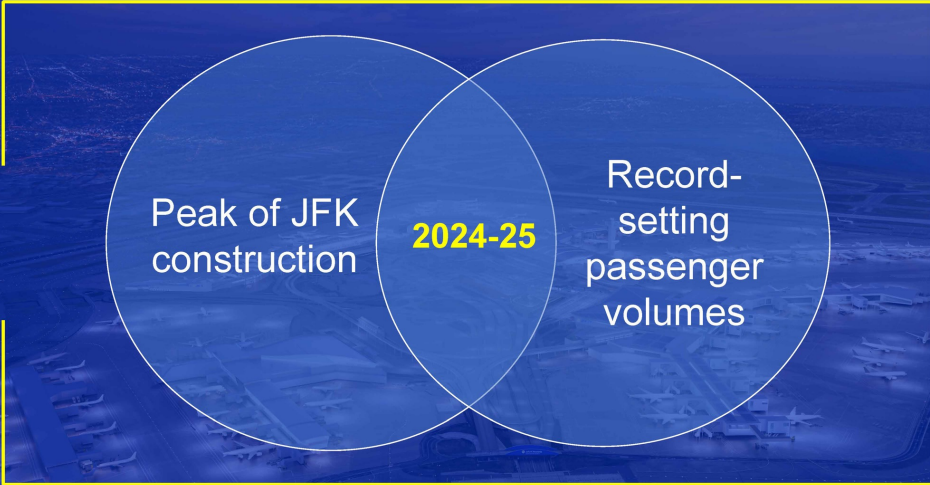 Peak of JFK
construction
2024-25
Record-
setting
passenger
volumes